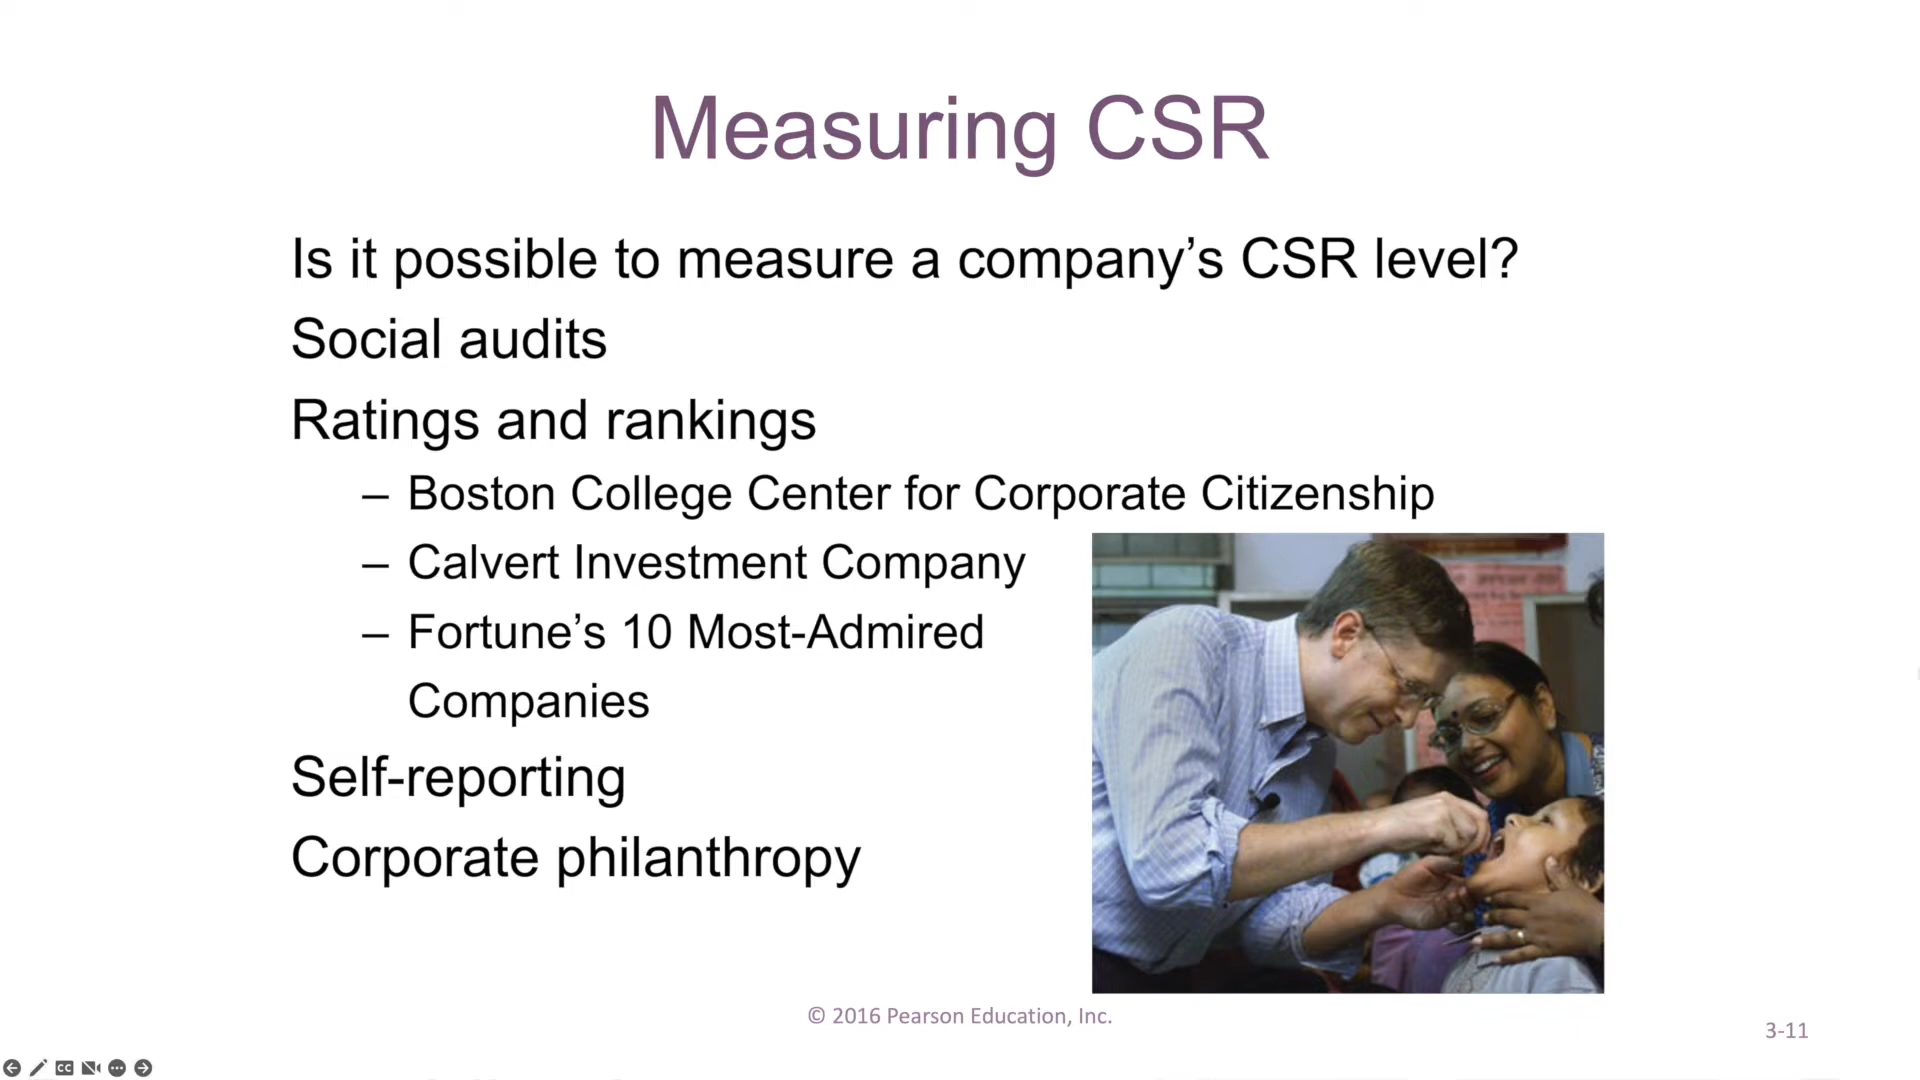 Measuring CSR
Is it possible to measure a company’s CSR level?
Social audits
Ratings and rankings
– Boston College Center for Corporate Citizenship
– Calvert Investment Company
– Fortune’s 10 Most-Admired
Companies
Self-reporting
Corporate philanthropy
© 2016 Pearson Education, Inc.
3-11
CC